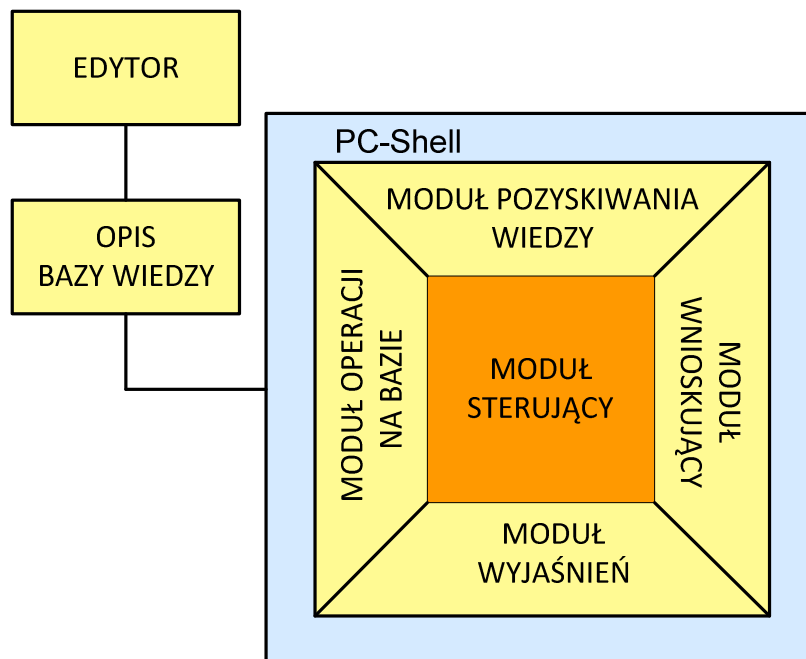 EDYTOR
OPIS
BAZY WIEDZY
PC-Shell
MODUŁ POZYSKIWANIA
WIEDZY
MODUŁ OPERACJI
NA BAZIE
MODUŁ
STERUJĄCY
MODUŁ
WNIOSKUJĄCY
MODUŁ
WYJAŚNIEŃ